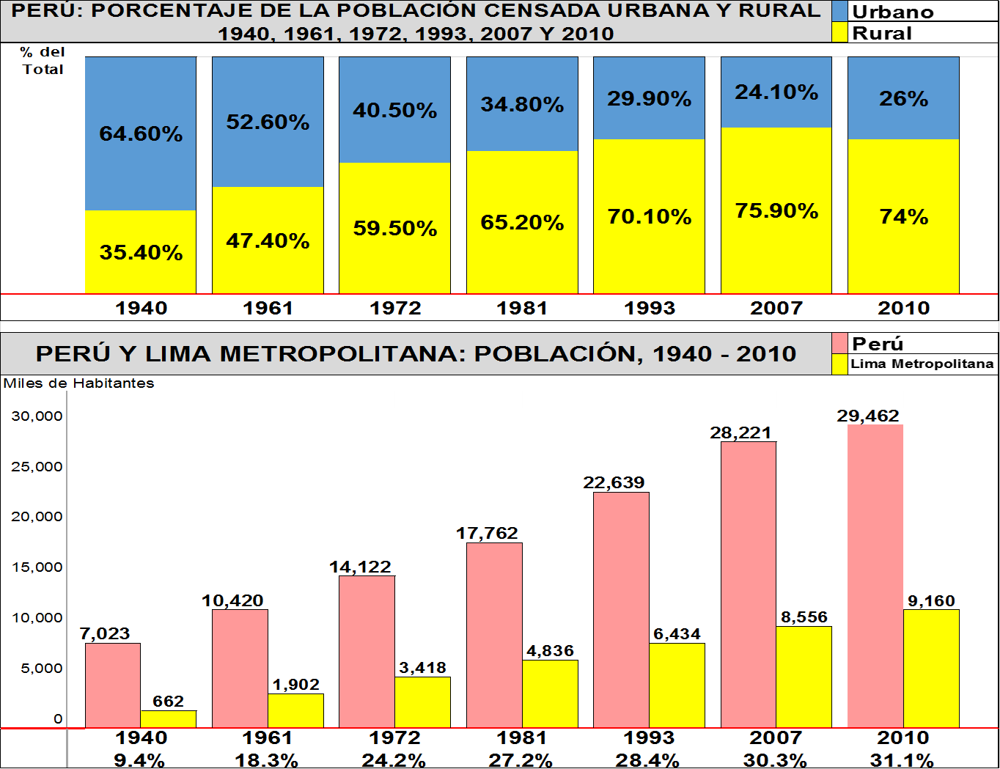 PERÚ: PORCENTAJE DE LA POBLACIÓN CENSADA URBANA Y RURAL
1940, 1961, 1972, 1993, 2007 Y 2010
Urbano
Rural
% del
Total
64.60% 52.60% 40.50% 34.80% 29.90% 24.10% 26%
35.40% 47.40% 59.50% 65.20% 70.10% 75.90% 74%
1940 1961 1972 1981 1993 2007 2010
PERÚ Y LIMA METROPOLITANA: POBLACIÓN, 1940 - 2010
Perú
Lima Metropolitana
Miles de Habitantes
30,000
25,000
20,000
15,000
10,000
5,000
0
7,023 10,420 14,122 17,762 22,639 28,221 29,462
662 1,902 3,418 4,836 6,434 8,556 9,160
1940 1961 1972 1981 1993 2007 2010
9.4% 18.3% 24.2% 27.2% 28.4% 30.3% 31.1%